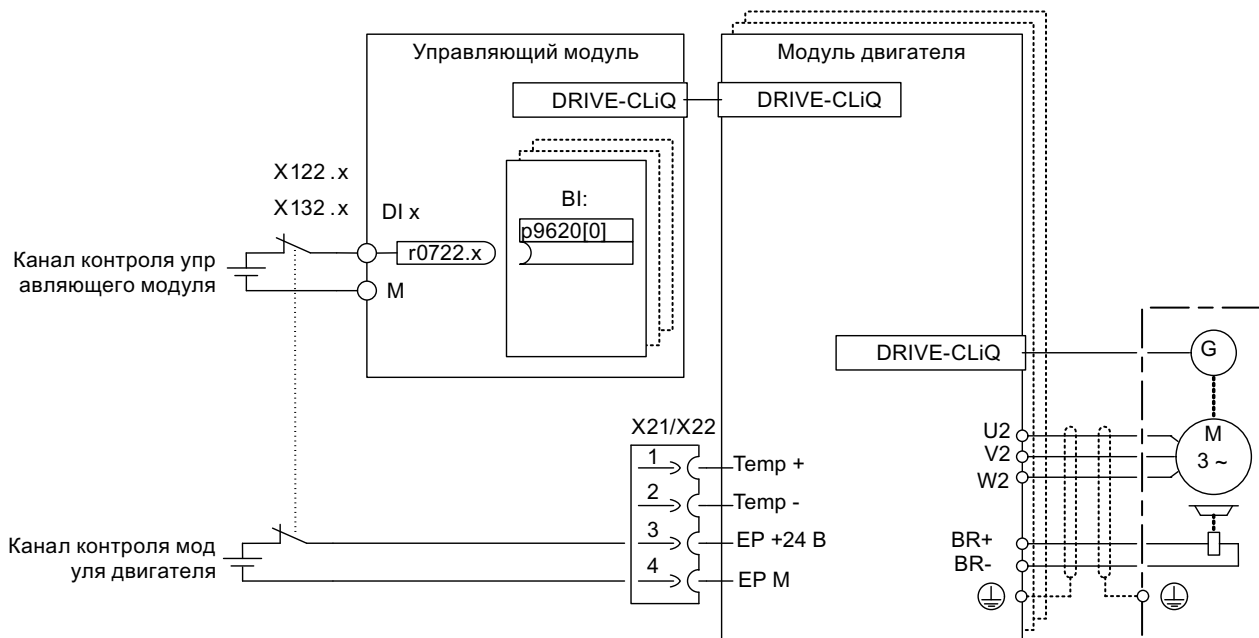 Управляющий модуль
Модуль двигателя
DRIVE-CLiQ
DRIVE-CLiQ
X122 .x
X132 .x
DI x
BI:
p9620[0]
r0722.x
Канал контроля упр
авляющего модуля
M
DRIVE-CLiQ
G
X21/X22
1
Temp +
2
Temp -
3
EP +24 В
4
EP M
U2
V2
W2
M
3 ~
BR+
BR-
Канал контроля мод
уля двигателя